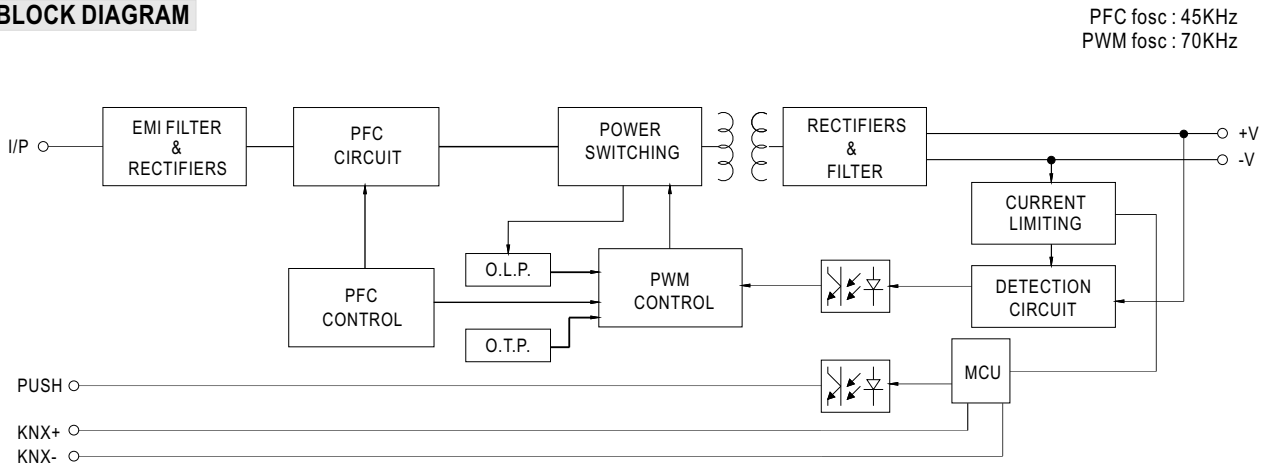 BLOCK DIAGRAM
PFC fosc : 45KHz
PWM fosc : 70KHz
I/P
EMI FILTER
&
RECTIFIERS
PFC
CIRCUIT
POWER
SWITCHING
RECTIFIERS
&
FILTER
+V
-V
CURRENT
LIMITING
O.L.P.
PWM
CONTROL
DETECTION
CIRCUIT
PFC
CONTROL
O.T.P.
MCU
PUSH
KNX+
KNX-